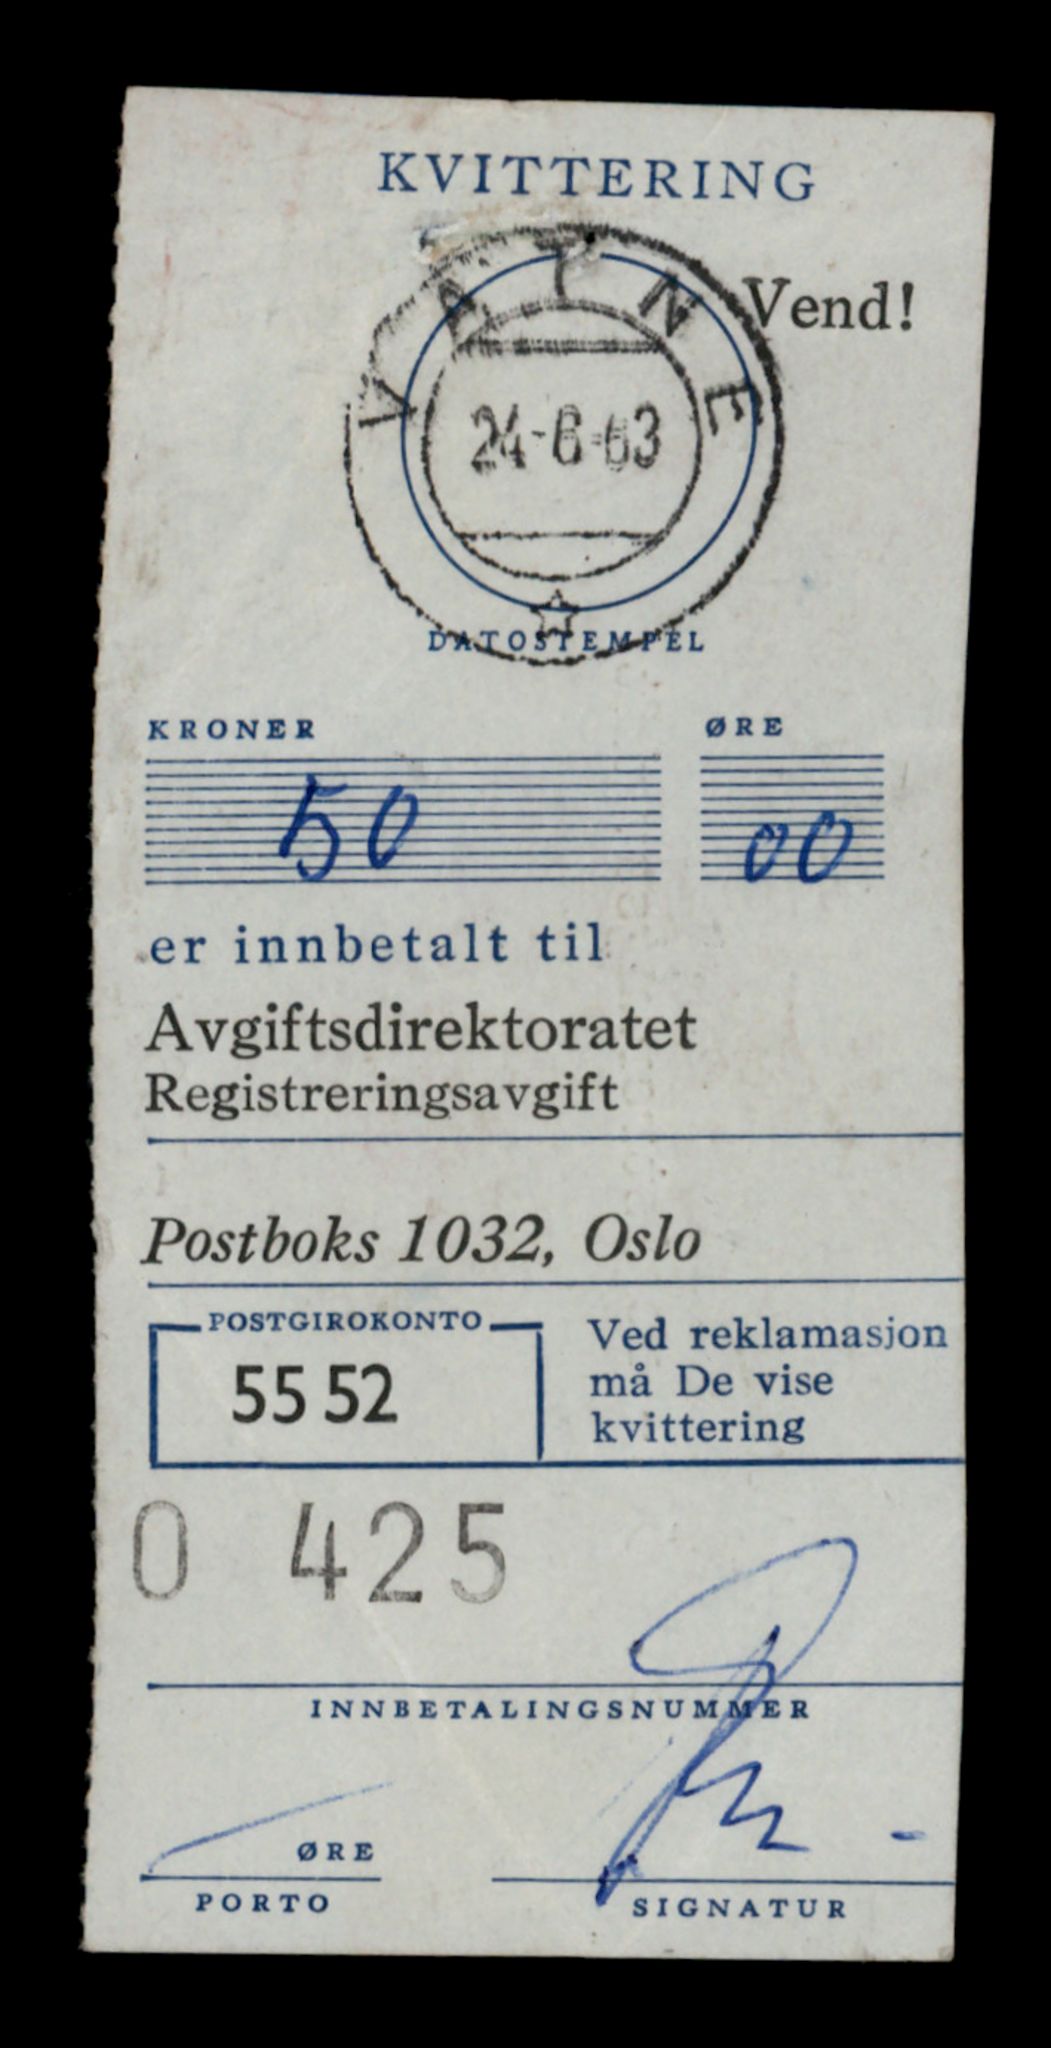 KVITTERING
Vend!
VATNE
24-6-63
DATOSTEMPEL
KRONER ØRE
50 00
er innbetalt til
Avgiftsdirektoratet
Registreringsavgift
Postboks 1032, Oslo
POSTGIROKONTO
55 52
Ved reklamasjon
må De vise
kvittering
0 425
INNBETALINGSNUMMER
ØRE
PORTO
SIGNATUR